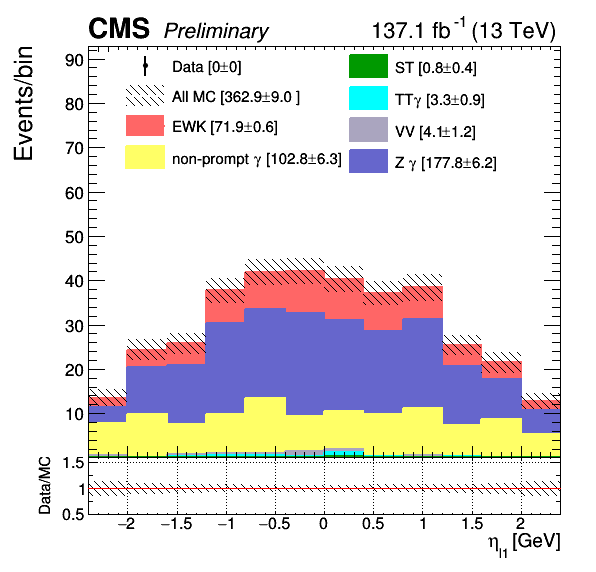 CMS Preliminary 137.1 fb⁻¹ (13 TeV)
Events/bin
90
80
70
60
50
40
30
20
10
Data [0±0]
All MC [362.9±9.0 ]
EWK [71.9±0.6]
non-prompt γ [102.8±6.3]
ST [0.8±0.4]
TTγ [3.3±0.9]
VV [4.1±1.2]
Z γ [177.8±6.2]
Data/MC
1.5
1
0.5
−2 −1.5 −1 −0.5 0 0.5 1 1.5 2
η_l1 [GeV]